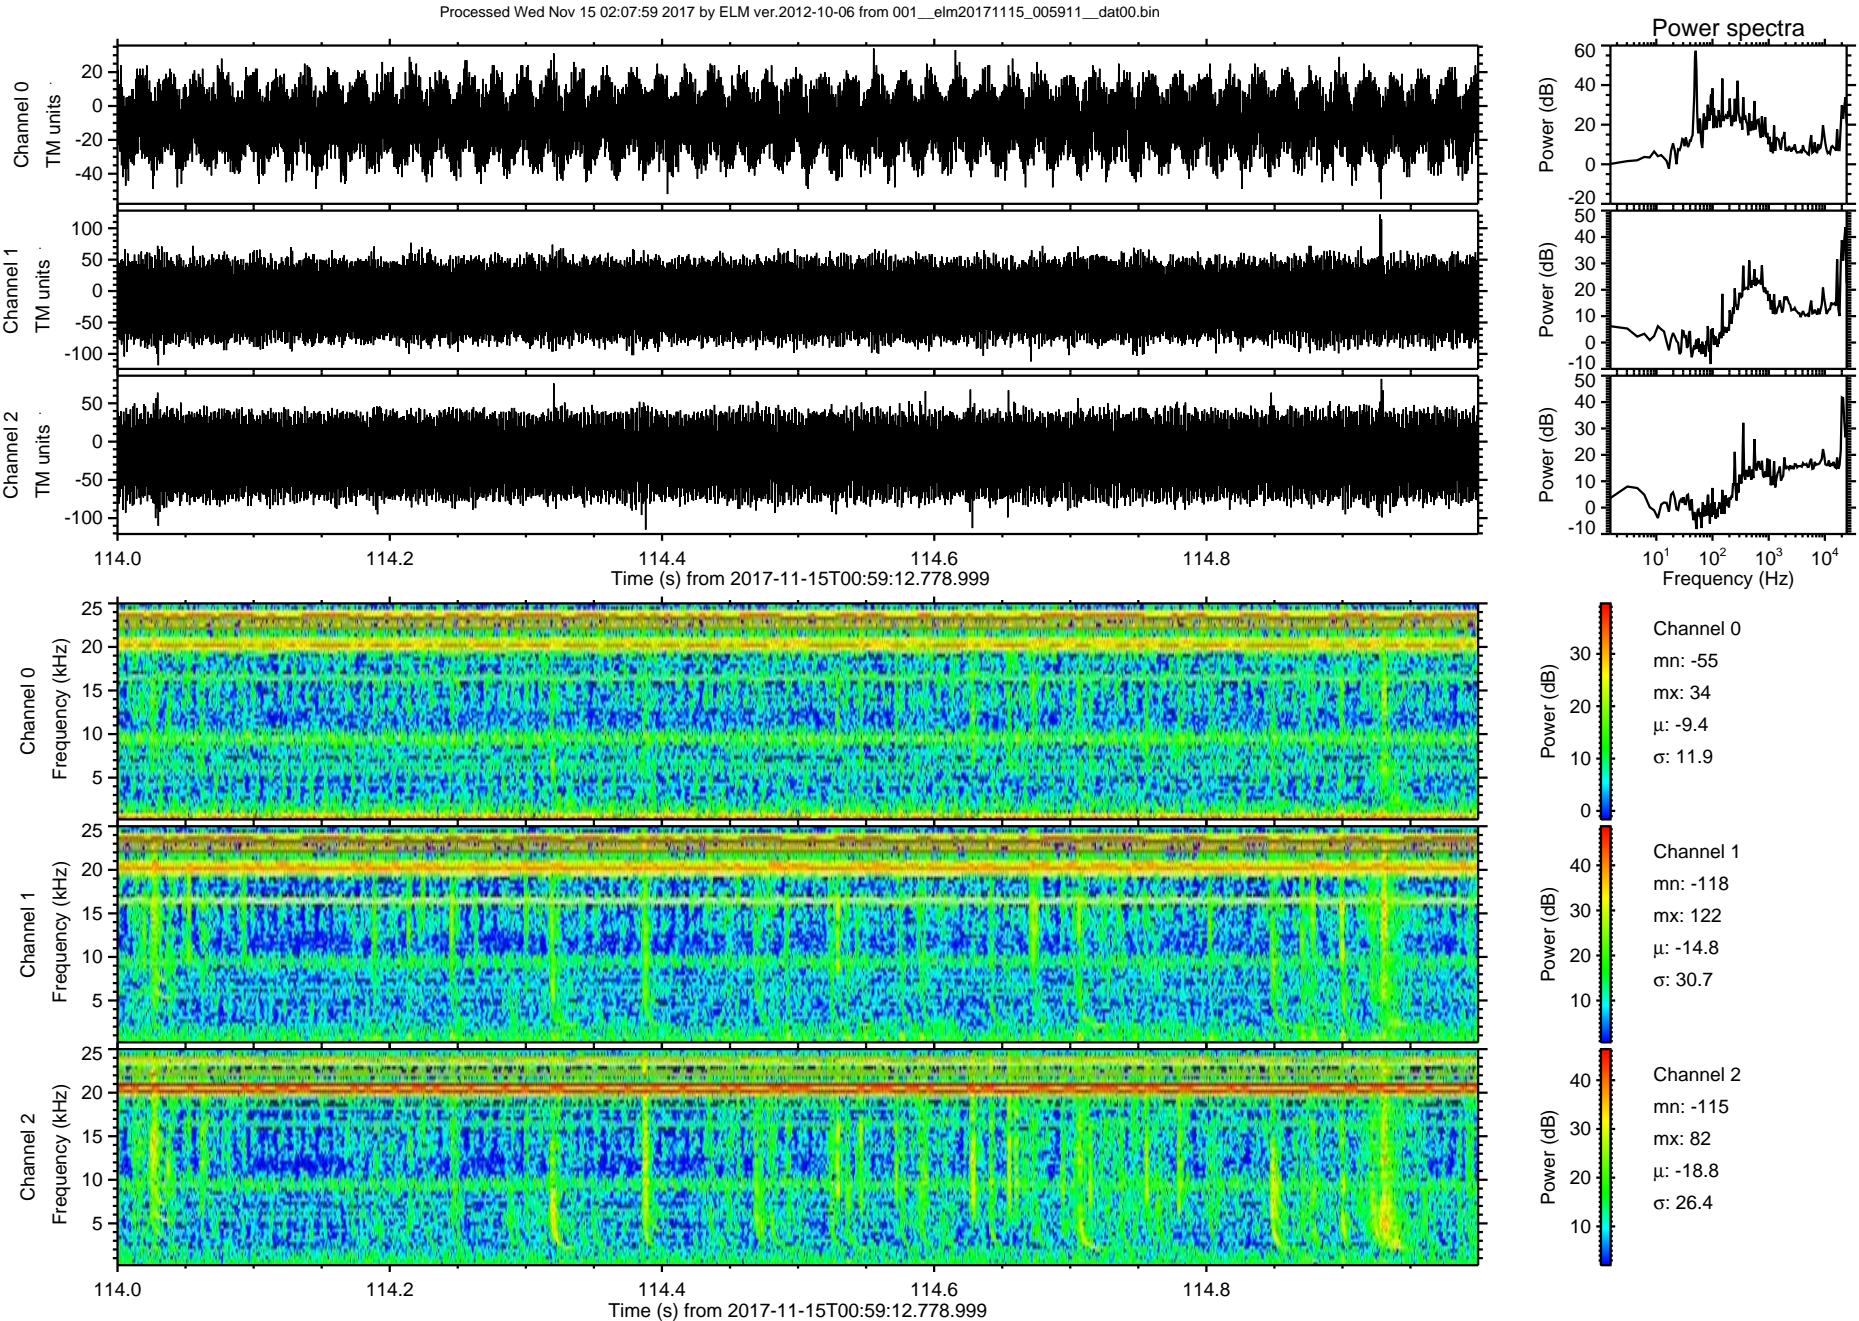 Processed Wed Nov 15 02:07:59 2017 by ELM ver.2012-10-06 from 001__elm20171115_005911__dat00.bin
Power spectra
Channel 0
TM units
20
0
-20
-40
Power (dB)
60
40
20
0
-20
Channel 1
TM units
100
50
0
-50
-100
Power (dB)
50
40
30
20
10
0
-10
Channel 2
TM units
50
0
-50
-100
Power (dB)
50
40
30
20
10
0
-10
114.0 114.2 114.4 114.6 114.8
Time (s) from 2017-11-15T00:59:12.778.999
10^1 10^2 10^3 10^4
Frequency (Hz)
Channel 0
Frequency (kHz)
25
20
15
10
5
Power (dB)
30
20
10
0
Channel 0
mn: -55
mx: 34
μ: -9.4
σ: 11.9
Channel 1
Frequency (kHz)
25
20
15
10
5
Power (dB)
40
30
20
10
Channel 1
mn: -118
mx: 122
μ: -14.8
σ: 30.7
Channel 2
Frequency (kHz)
25
20
15
10
5
Power (dB)
40
30
20
10
Channel 2
mn: -115
mx: 82
μ: -18.8
σ: 26.4
114.0 114.2 114.4 114.6 114.8
Time (s) from 2017-11-15T00:59:12.778.999